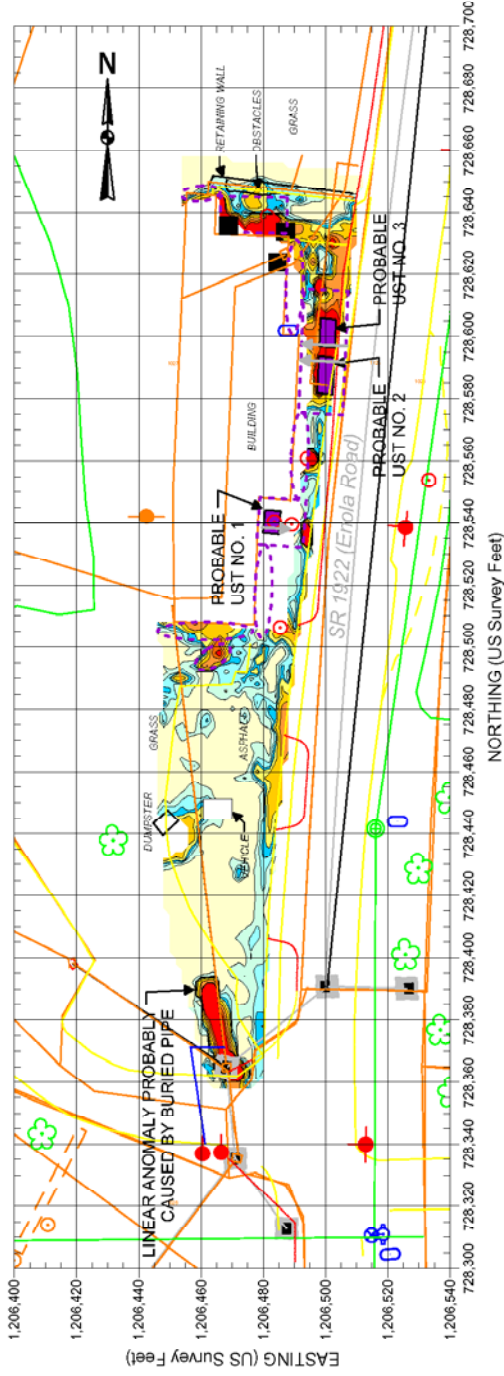 1,206,400
1,206,420
1,206,440
1,206,460
1,206,480
1,206,500
1,206,520
1,206,540
EASTING (US Survey Feet)
728,300
728,320
728,340
728,360
728,380
728,400
728,420
728,440
728,460
728,480
728,500
728,520
728,540
728,560
728,580
728,600
728,620
728,640
728,660
728,680
728,700
NORTHING (US Survey Feet)
N
LINEAR ANOMALY PROBABLY
CAUSED BY BURIED PIPE
DUMPSTER
GRASS
VEHICLE
ASPHALT
PROBABLE
UST NO. 1
BUILDING
RETAINING WALL
OBSTACLES
GRASS
PROBABLE
UST NO. 2
PROBABLE
UST NO. 3
SR 1922 (Enola Road)